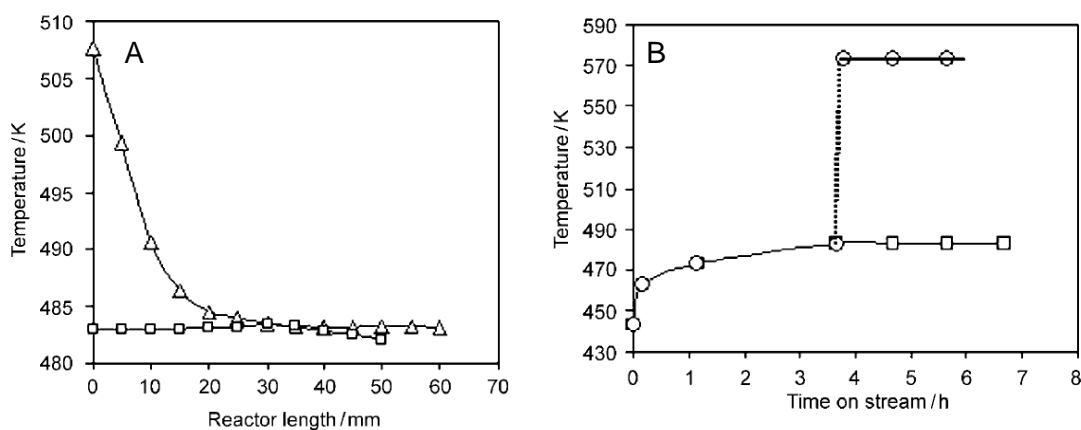 A
510
505
500
495
490
485
480
0 10 20 30 40 50 60 70
Temperature / K
Reactor length / mm
B
590
570
550
530
510
490
470
450
430
0 1 2 3 4 5 6 7 8
Temperature / K
Time on stream / h